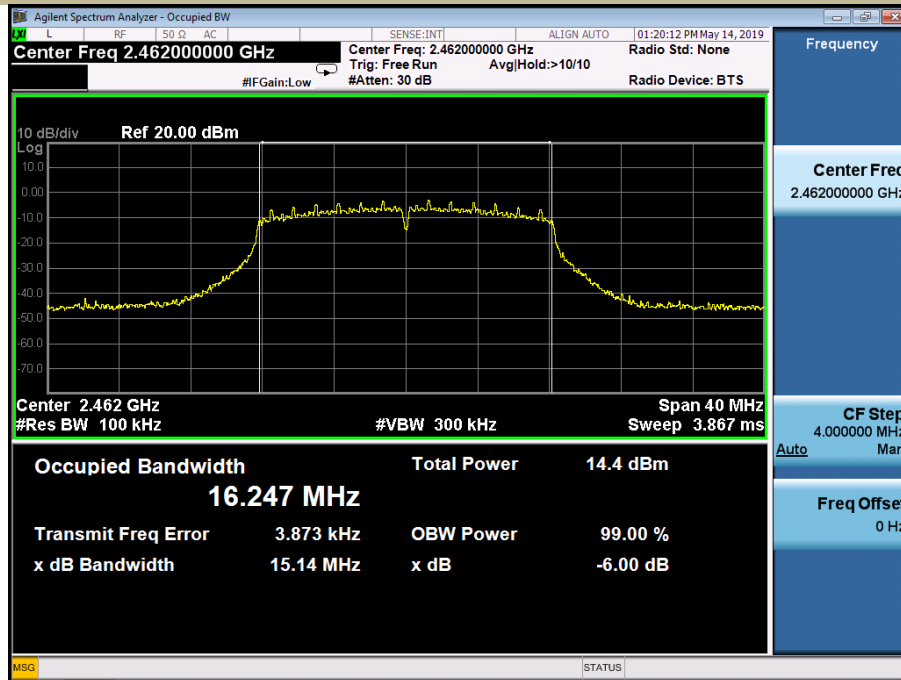 Agilent Spectrum Analyzer - Occupied BW
LXI L RF 50 Ω AC SENSE:INT ALIGN AUTO 01:20:12 PM May 14, 2019
Center Freq 2.462000000 GHz
Center Freq: 2.462000000 GHz Radio Std: None
Trig: Free Run Avg|Hold:>10/10
#IFGain:Low #Atten: 30 dB Radio Device: BTS
10 dB/div Ref 20.00 dBm
Log
10.0
0.00
-10.0
-20.0
-30.0
-40.0
-50.0
-60.0
-70.0
Center 2.462 GHz Span 40 MHz
#Res BW 100 kHz #VBW 300 kHz Sweep 3.867 ms
Occupied Bandwidth Total Power 14.4 dBm
16.247 MHz
Transmit Freq Error 3.873 kHz OBW Power 99.00 %
x dB Bandwidth 15.14 MHz x dB -6.00 dB
MSG STATUS
Frequency
Center Freq
2.462000000 GHz
CF Step
4.000000 MHz
Auto Man
Freq Offset
0 Hz